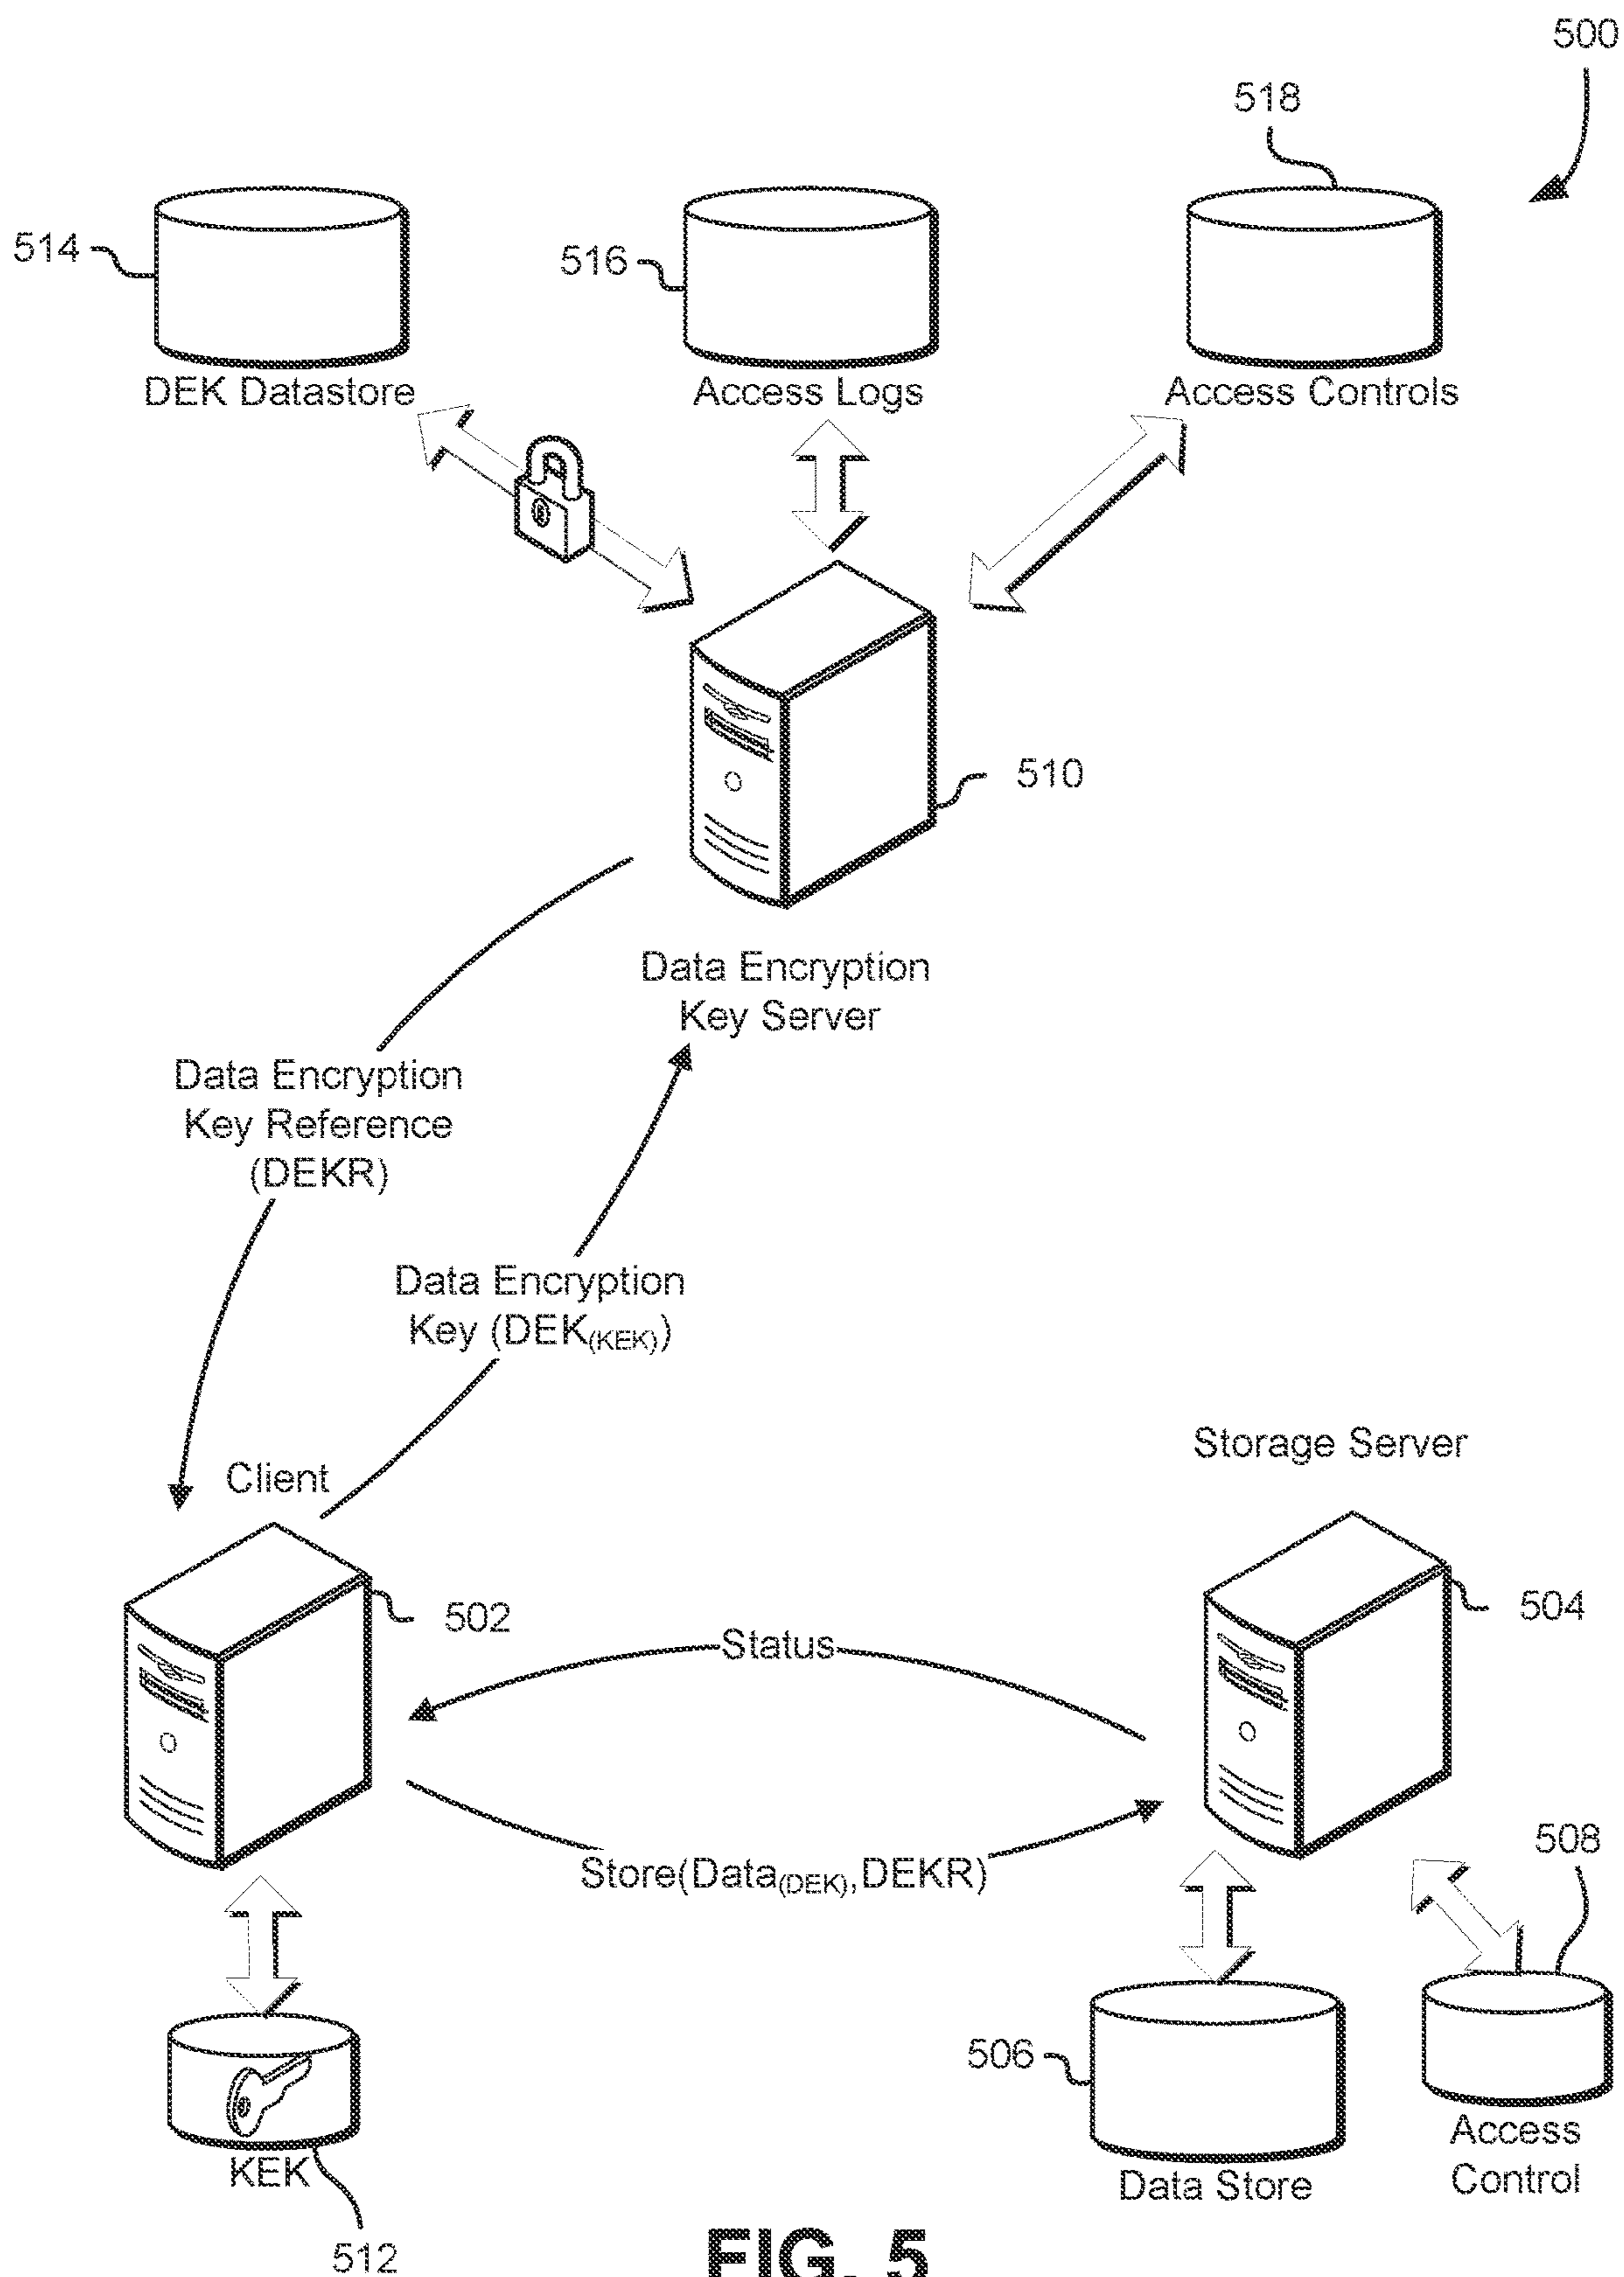 500
518
514
516
DEK Datastore
Access Logs
Access Controls
510
Data Encryption
Key Server
Data Encryption
Key Reference
(DEKR)
Data Encryption
Key (DEK(KEK))
Client
Storage Server
502
504
Status
Store(Data(DEK),DEKR)
508
506
KEK
Data Store
Access
Control
512
FIG. 5